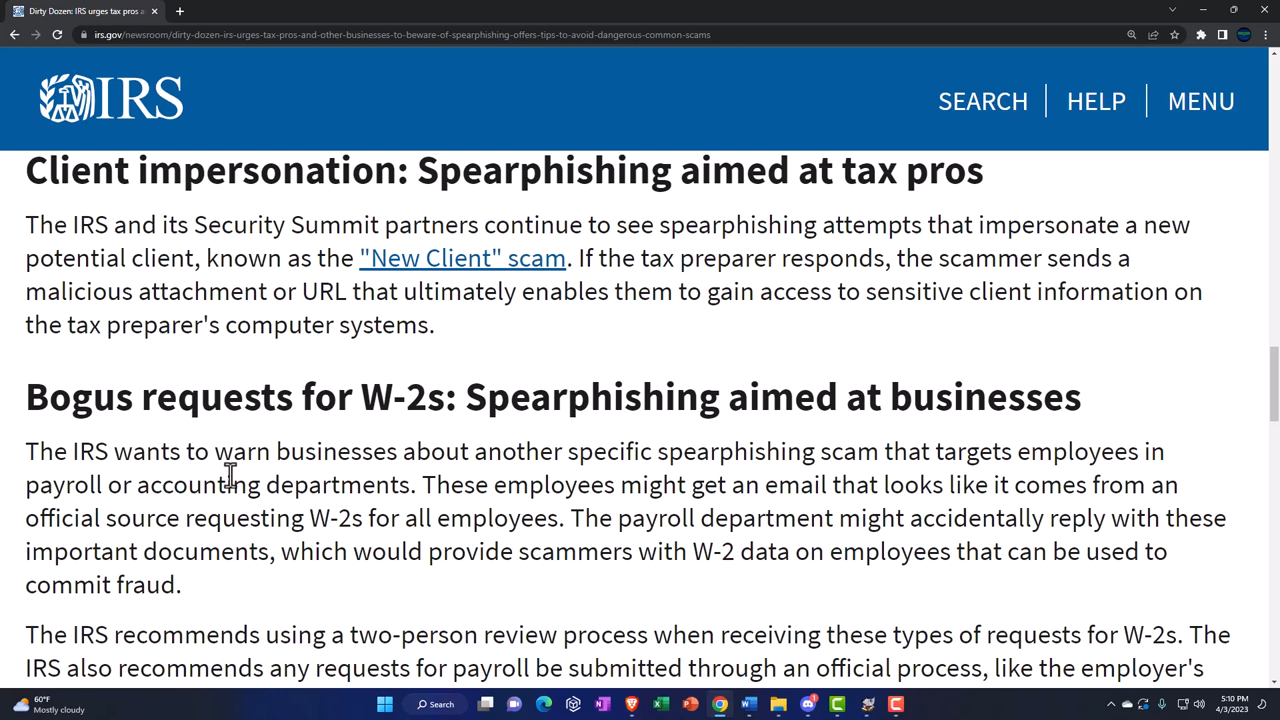 Dirty Dozen: IRS urges tax pros a
irs.gov/newsroom/dirty-dozen-irs-urges-tax-pros-and-other-businesses-to-beware-of-spearphishing-offers-tips-to-avoid-dangerous-common-scams
IRS
SEARCH HELP MENU
Client impersonation: Spearphishing aimed at tax pros
The IRS and its Security Summit partners continue to see spearphishing attempts that impersonate a new
potential client, known as the "New Client" scam. If the tax preparer responds, the scammer sends a
malicious attachment or URL that ultimately enables them to gain access to sensitive client information on
the tax preparer's computer systems.
Bogus requests for W-2s: Spearphishing aimed at businesses
The IRS wants to warn businesses about another specific spearphishing scam that targets employees in
payroll or accounting departments. These employees might get an email that looks like it comes from an
official source requesting W-2s for all employees. The payroll department might accidentally reply with these
important documents, which would provide scammers with W-2 data on employees that can be used to
commit fraud.
The IRS recommends using a two-person review process when receiving these types of requests for W-2s. The
IRS also recommends any requests for payroll be submitted through an official process, like the employer's
60°F
Mostly cloudy
Search
5:10 PM
4/3/2023